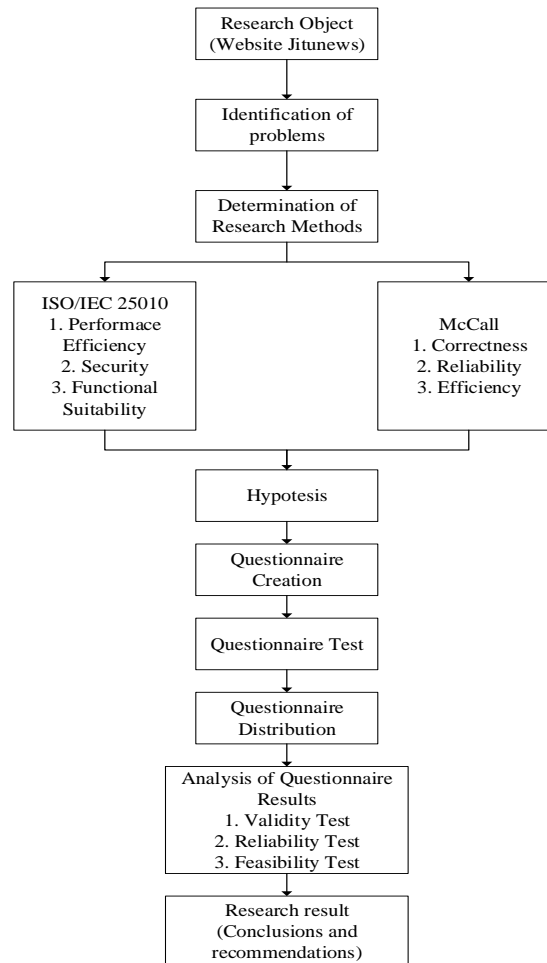 Research Object
(Website Jitunews)
Identification of
problems
Determination of
Research Methods
ISO/IEC 25010
1. Performace
Efficiency
2. Security
3. Functional
Suitability
McCall
1. Correctness
2. Reliability
3. Efficiency
Hypotesis
Questionnaire
Creation
Questionnaire Test
Questionnaire
Distribution
Analysis of Questionnaire
Results
1. Validity Test
2. Reliability Test
3. Feasibility Test
Research result
(Conclusions and
recommendations)